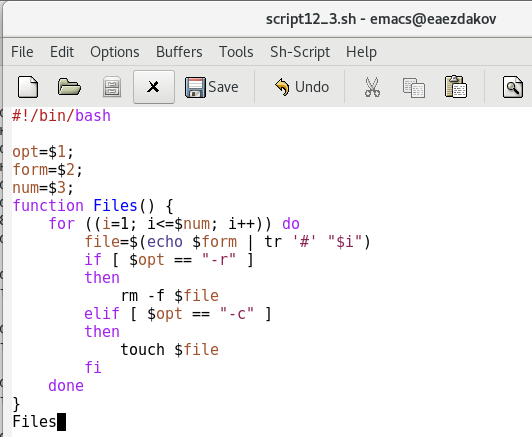 script12_3.sh - emacs@eaezdakov
File Edit Options Buffers Tools Sh-Script Help
Save Undo
#!/bin/bash
opt=$1;
form=$2;
num=$3;
function Files() {
    for ((i=1; i<=$num; i++)) do
        file=$(echo $form | tr '#' "$i")
        if [ $opt == "-r" ]
        then
            rm -f $file
        elif [ $opt == "-c" ]
        then
            touch $file
        fi
    done
}
Files